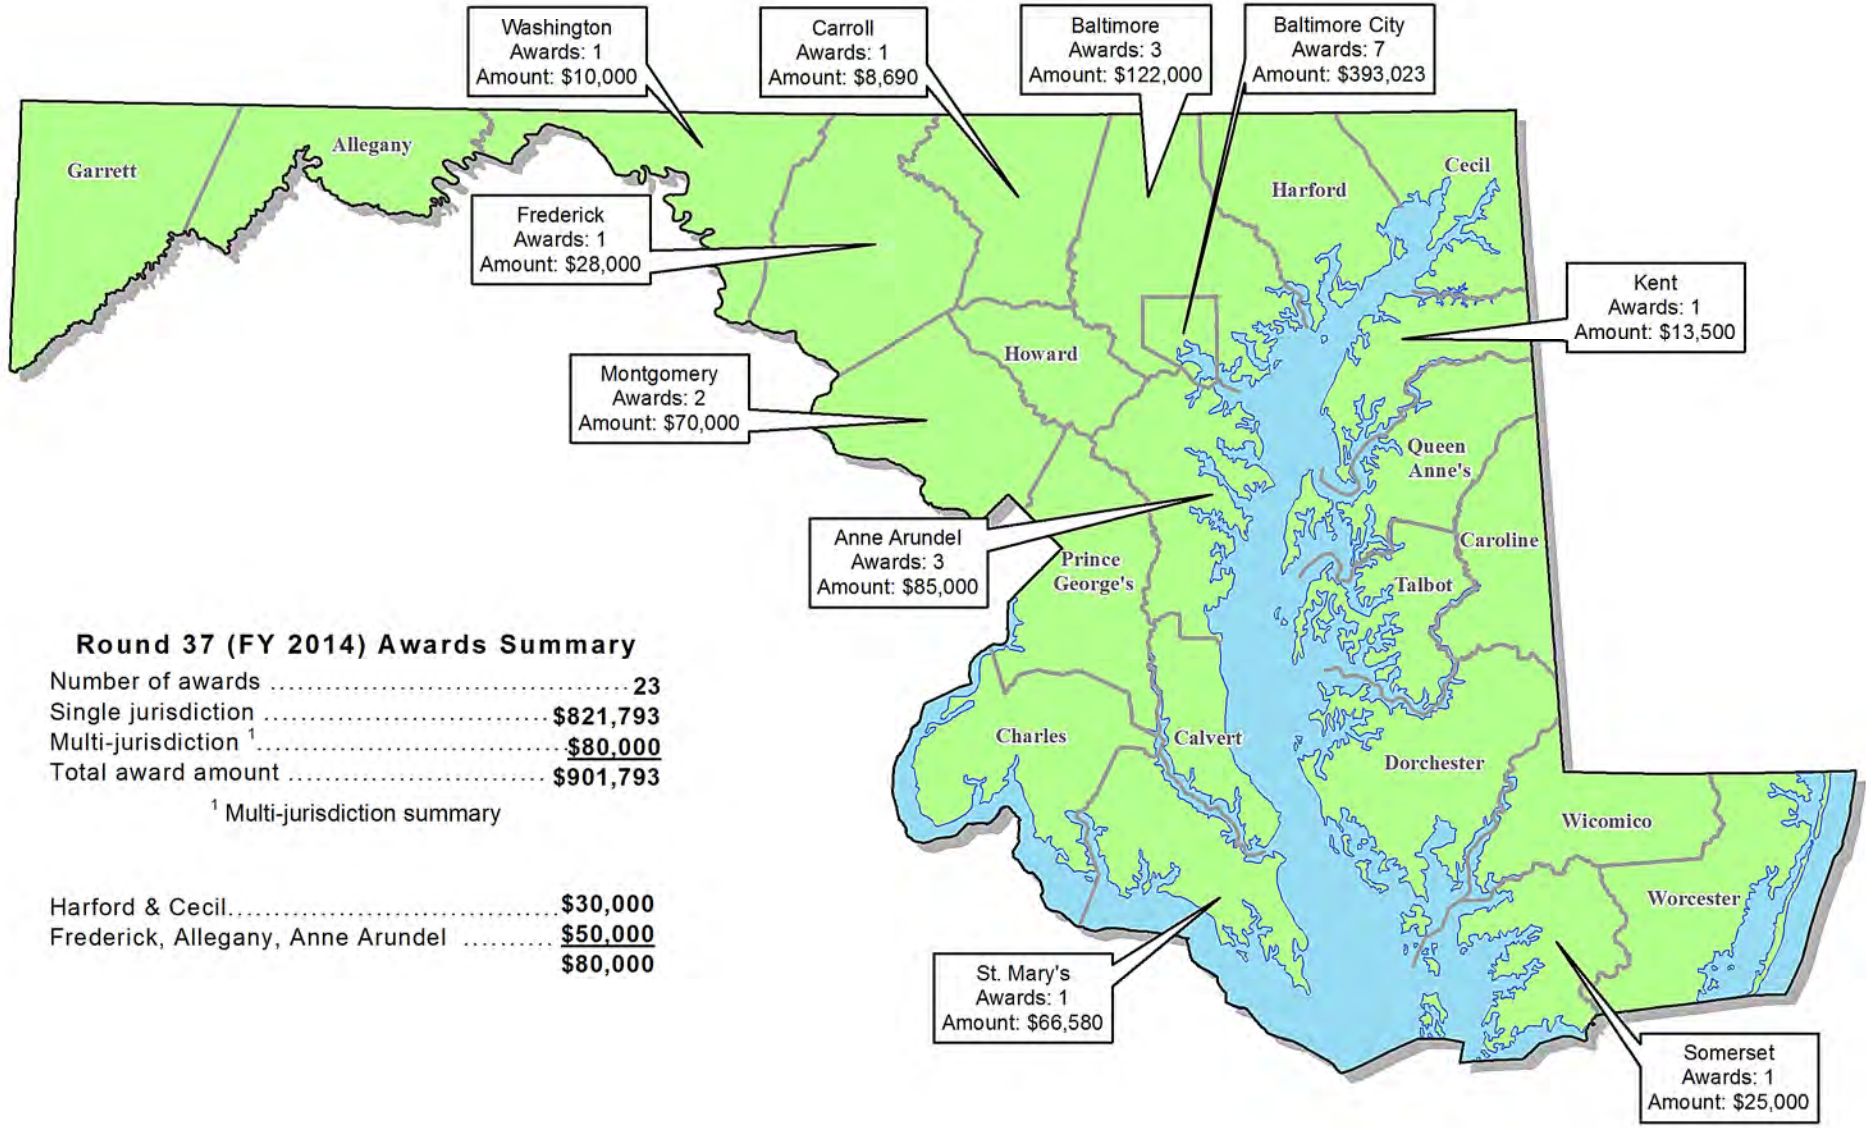 Washington
Awards: 1
Amount: $10,000
Carroll
Awards: 1
Amount: $8,690
Baltimore
Awards: 3
Amount: $122,000
Baltimore City
Awards: 7
Amount: $393,023
Garrett
Allegany
Harford
Cecil
Frederick
Awards: 1
Amount: $28,000
Kent
Awards: 1
Amount: $13,500
Howard
Montgomery
Awards: 2
Amount: $70,000
Queen
Anne's
Anne Arundel
Awards: 3
Amount: $85,000
Prince
George's
Caroline
Talbot
Round 37 (FY 2014) Awards Summary
Number of awards ....................................... 23
Single jurisdiction ............................... $821,793
Multi-jurisdiction 1.................................. $80,000
Total award amount ............................ $901,793
1 Multi-jurisdiction summary
Harford & Cecil.................................... $30,000
Frederick, Allegany, Anne Arundel .......... $50,000
$80,000
Charles
Calvert
Dorchester
Wicomico
Worcester
St. Mary's
Awards: 1
Amount: $66,580
Somerset
Awards: 1
Amount: $25,000